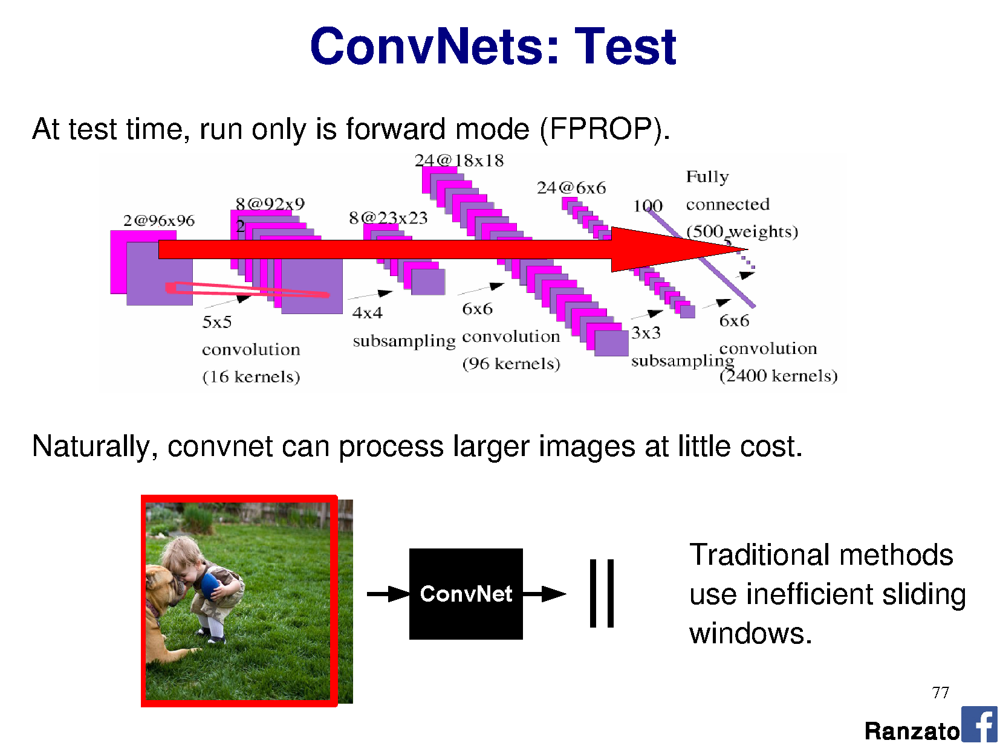 ConvNets: Test
At test time, run only is forward mode (FPROP).
2@96x96
8@92x9
2
8@23x23
24@18x18
24@6x6
100
Fully
connected
(500 weights)
5
5x5
convolution
(16 kernels)
4x4
subsampling
6x6
convolution
(96 kernels)
3x3
subsampling
6x6
convolution
(2400 kernels)
Naturally, convnet can process larger images at little cost.
ConvNet
Traditional methods
use inefficient sliding
windows.
77
Ranzato
f